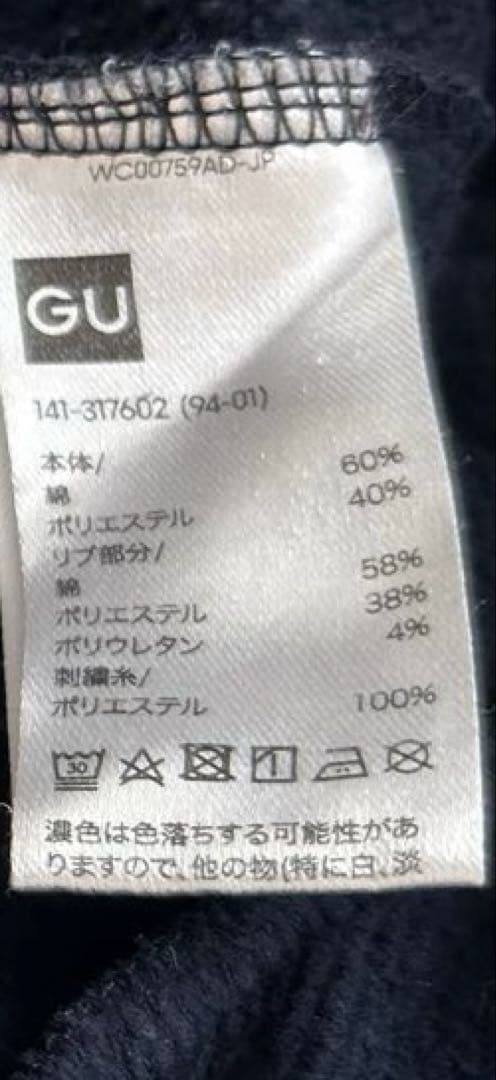 WC00759AD-JP
GU
141-317602 (94-01)
本体/
綿 60%
ポリエステル 40%
リブ部分/
綿 58%
ポリエステル 38%
ポリウレタン 4%
刺繍糸/
ポリエステル 100%
30
濃色は色落ちする可能性があ
りますので、他の物(特に白、淡